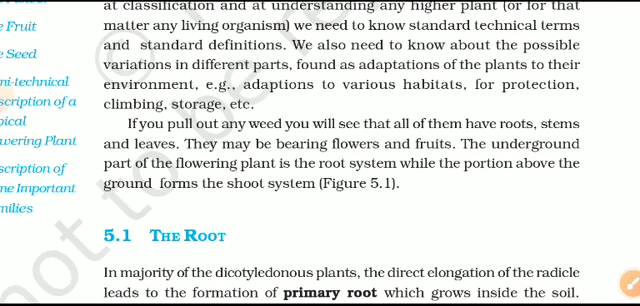 e Fruit
e Seed
mi-technical
scription of a
pical
wering Plant
scription of
me Important
milies
at classification and at understanding any higher plant (or for that
matter any living organism) we need to know standard technical terms
and standard definitions. We also need to know about the possible
variations in different parts, found as adaptations of the plants to their
environment, e.g., adaptions to various habitats, for protection,
climbing, storage, etc.
If you pull out any weed you will see that all of them have roots, stems
and leaves. They may be bearing flowers and fruits. The underground
part of the flowering plant is the root system while the portion above the
ground forms the shoot system (Figure 5.1).
5.1 THE ROOT
In majority of the dicotyledonous plants, the direct elongation of the radicle
leads to the formation of primary root which grows inside the soil.
©
not to be re